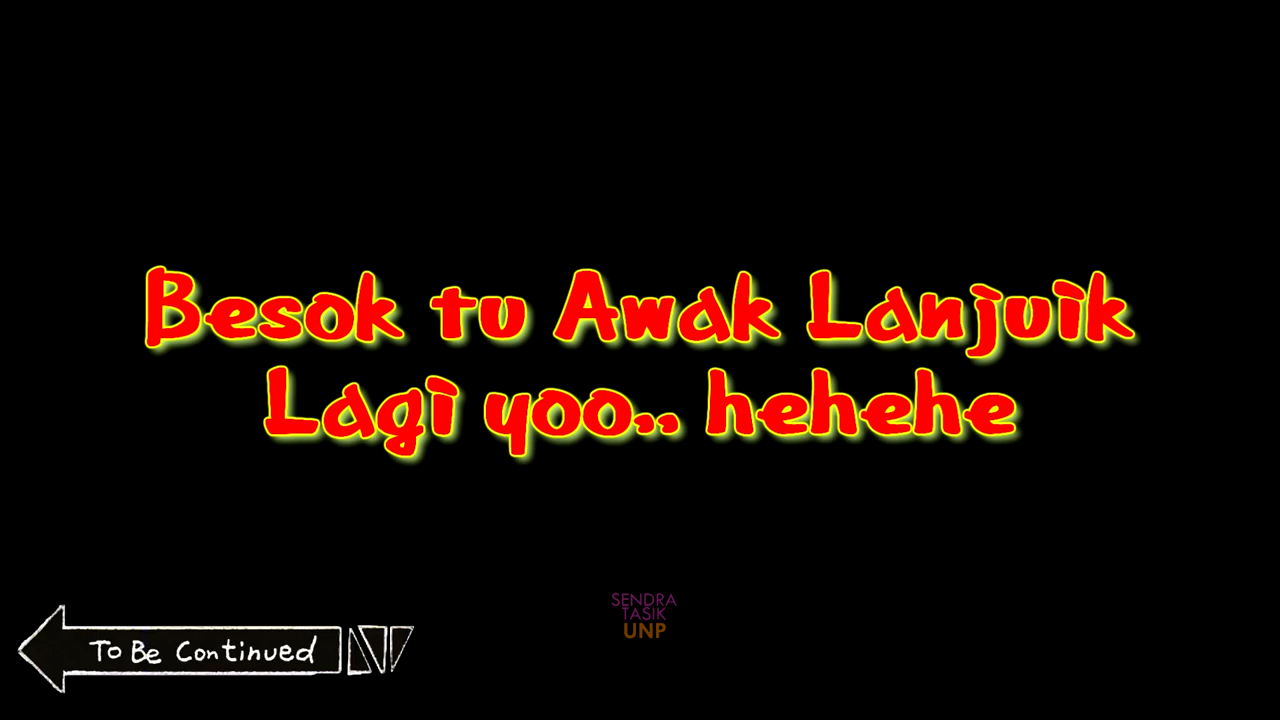 Besok tu Awak Lanjuik
Lagi yoo.. hehehe
SENDRA
TASIK
UNP
To Be Continued